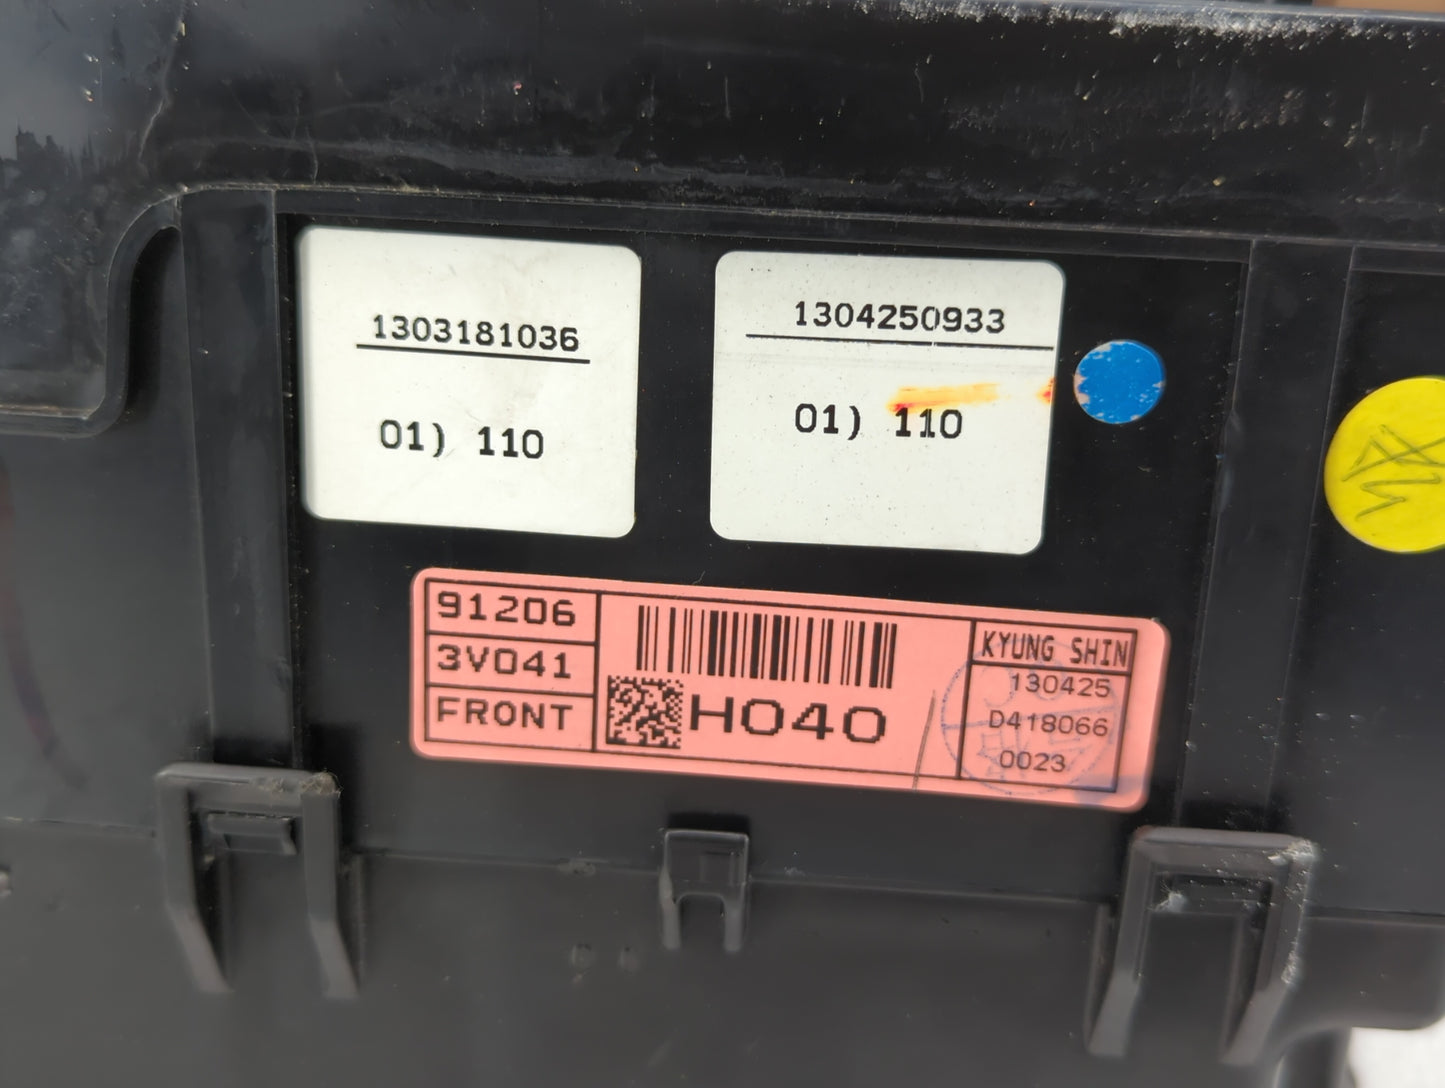 1303181036
01) 110
1304250933
01) 110
91206
3V041
FRONT
H040
KYUNG SHIN
130425
D418066
0023